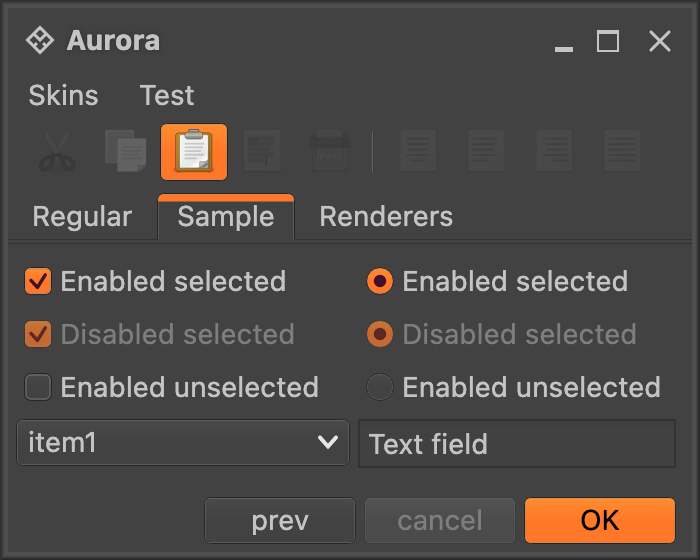 Aurora
Skins Test
Regular Sample Renderers
Enabled selected Enabled selected
Disabled selected Disabled selected
Enabled unselected Enabled unselected
item1 Text field
prev cancel OK